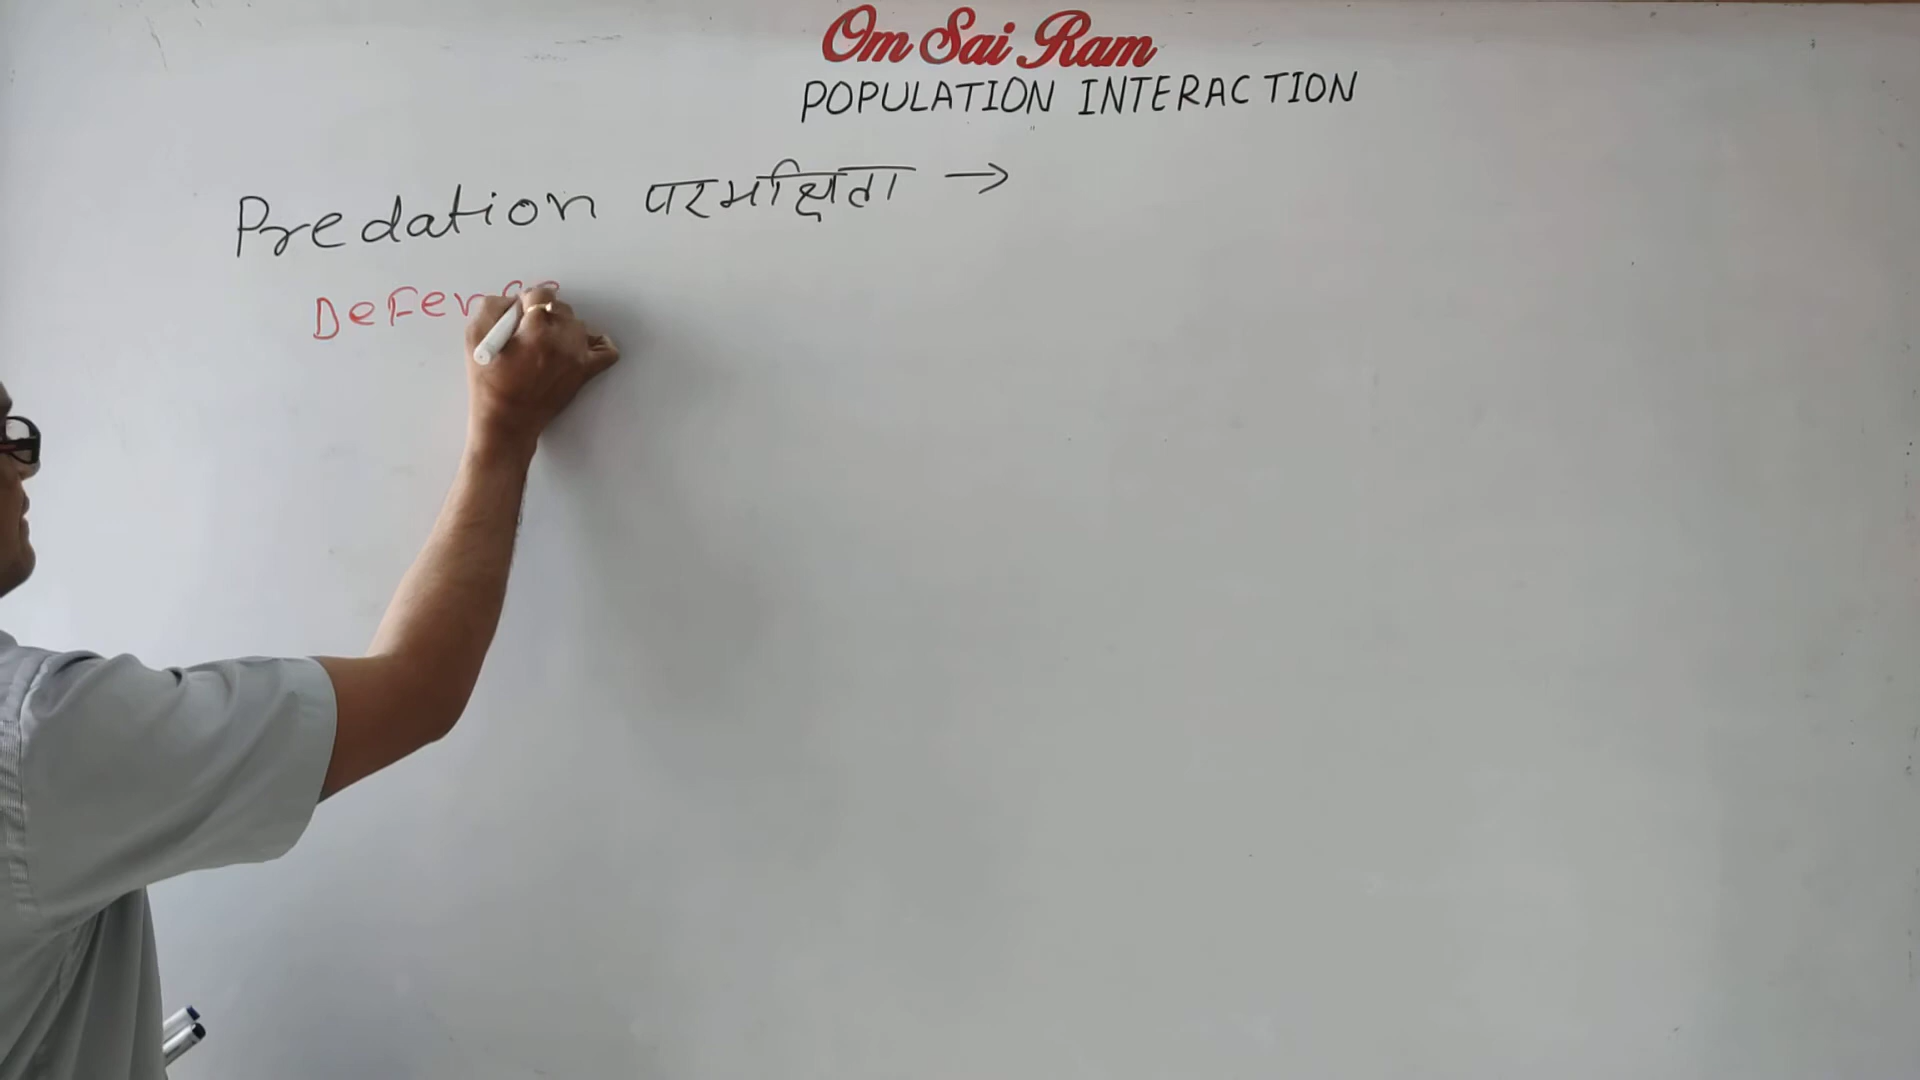 Om Sai Ram
POPULATION INTERACTION
Predation परभक्षिता →